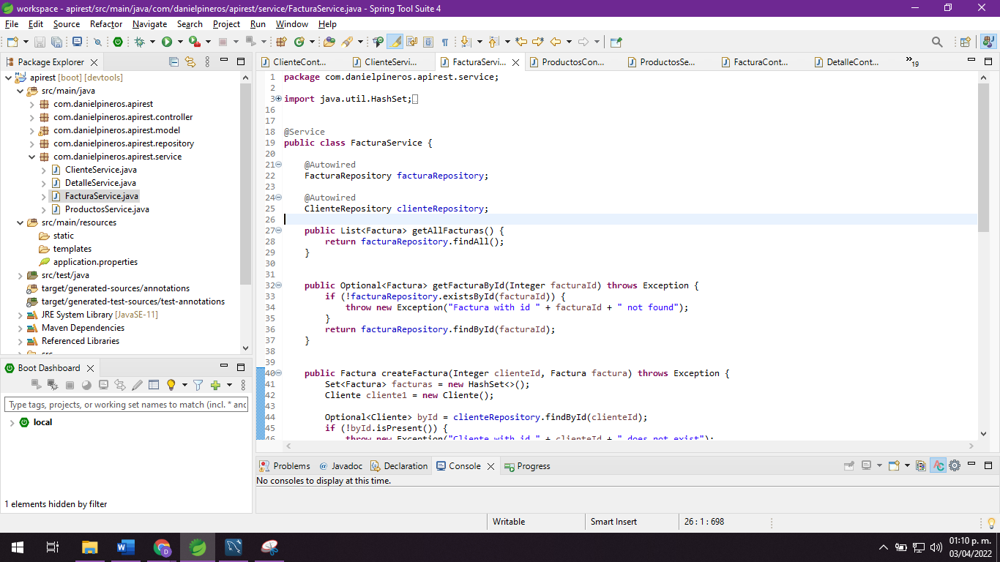 workspace - apirest/src/main/java/com/danielpineros/apirest/service/FacturaService.java - Spring Tool Suite 4
File Edit Source Refactor Navigate Search Project Run Window Help
Package Explorer
apirest [boot] [devtools]
src/main/java
com.danielpineros.apirest
com.danielpineros.apirest.controller
com.danielpineros.apirest.model
com.danielpineros.apirest.repository
com.danielpineros.apirest.service
ClienteService.java
DetalleService.java
FacturaService.java
ProductosService.java
src/main/resources
static
templates
application.properties
src/test/java
target/generated-sources/annotations
target/generated-test-sources/test-annotations
JRE System Library [JavaSE-11]
Maven Dependencies
Referenced Libraries
src
Boot Dashboard
Type tags, projects, or working set names to match (incl. * and
local
1 elements hidden by filter
ClienteCont... ClienteServi... FacturaServi... ProductosCon... ProductosSe... FacturaCont... DetalleCont... »19
1 package com.danielpineros.apirest.service;
2
3 import java.util.HashSet;
16
17
18 @Service
19 public class FacturaService {
20
21 @Autowired
22 FacturaRepository facturaRepository;
23
24 @Autowired
25 ClienteRepository clienteRepository;
26
27 public List<Factura> getAllFacturas() {
28 return facturaRepository.findAll();
29 }
30
31
32 public Optional<Factura> getFacturaById(Integer facturaId) throws Exception {
33 if (!facturaRepository.existsById(facturaId)) {
34 throw new Exception("Factura with id " + facturaId + " not found");
35 }
36 return facturaRepository.findById(facturaId);
37 }
38
39
40 public Factura createFactura(Integer clienteId, Factura factura) throws Exception {
41 Set<Factura> facturas = new HashSet<>();
42 Cliente cliente1 = new Cliente();
43
44 Optional<Cliente> byId = clienteRepository.findById(clienteId);
45 if (!byId.isPresent()) {
46 throw new Exception("Cliente with id " + clienteId + " does not exist");
Problems Javadoc Declaration Console Progress
No consoles to display at this time.
Writable Smart Insert 26 : 1 : 698
01:10 p. m.
03/04/2022